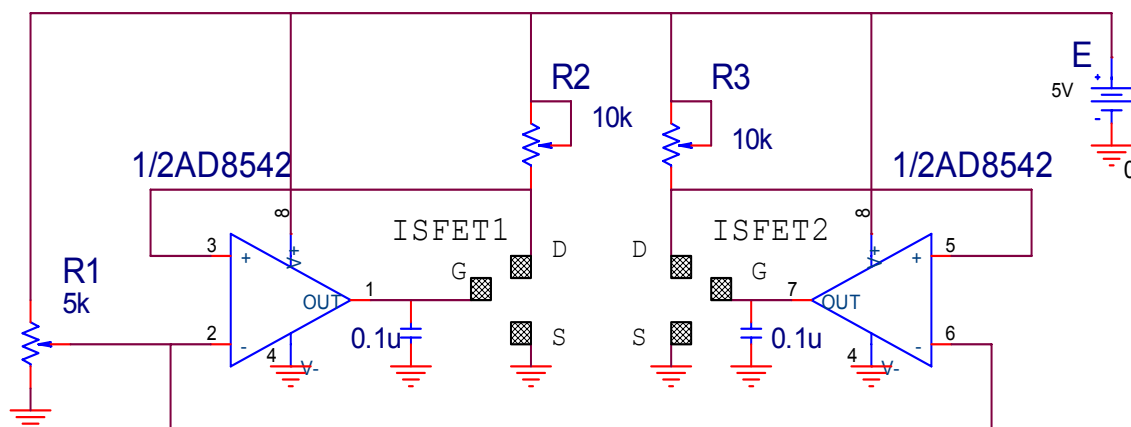 R2
10k
R3
10k
E
5V
+
-
0
1/2AD8542
1/2AD8542
8
V+
3
+
2
-
OUT
1
4
V-
R1
5k
ISFET1
G
D
S
0.1u
ISFET2
D
G
S
0.1u
8
V+
5
+
6
-
OUT
7
4
V-